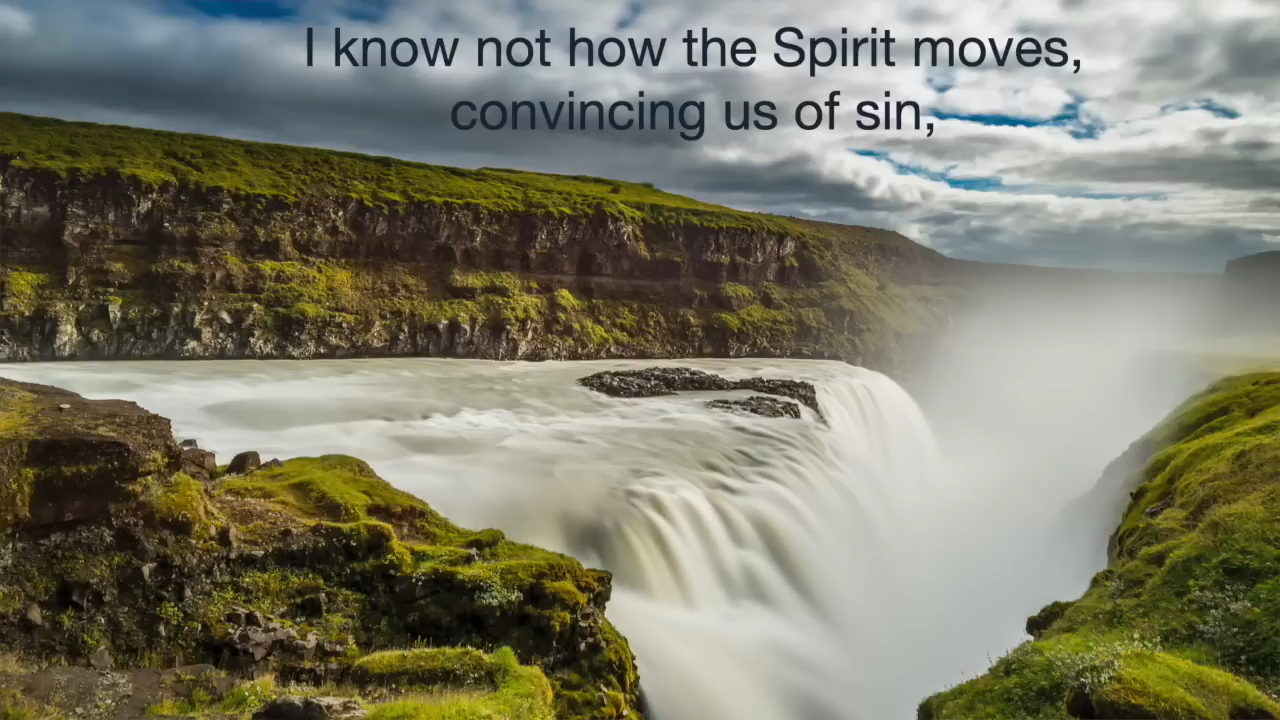 I know not how the Spirit moves,
convincing us of sin,